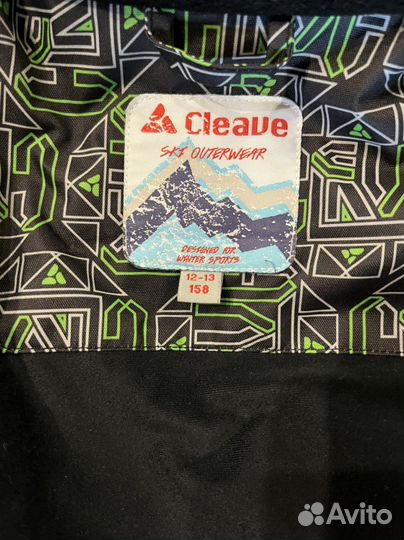 Cleave
SKI OUTERWEAR
DESIGNED FOR
WINTER SPORTS
12-13
158
Avito